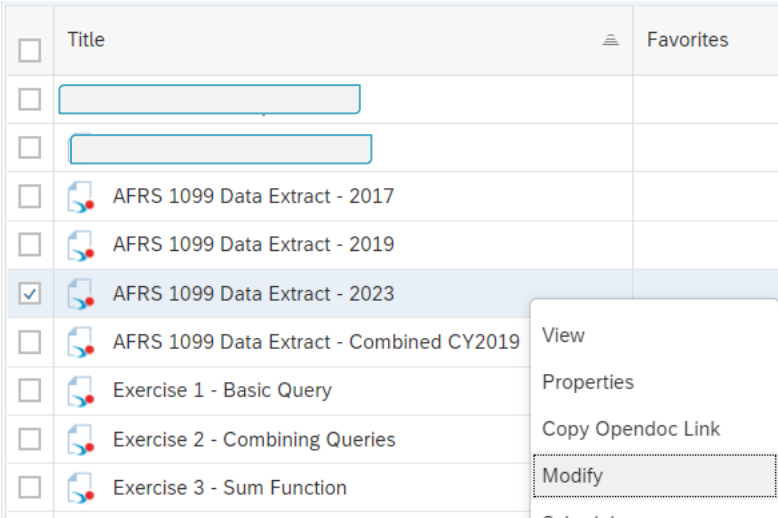 Title
Favorites
AFRS 1099 Data Extract - 2017
AFRS 1099 Data Extract - 2019
AFRS 1099 Data Extract - 2023
AFRS 1099 Data Extract - Combined CY2019
View
Properties
Exercise 1 - Basic Query
Copy Opendoc Link
Exercise 2 - Combining Queries
Modify
Exercise 3 - Sum Function